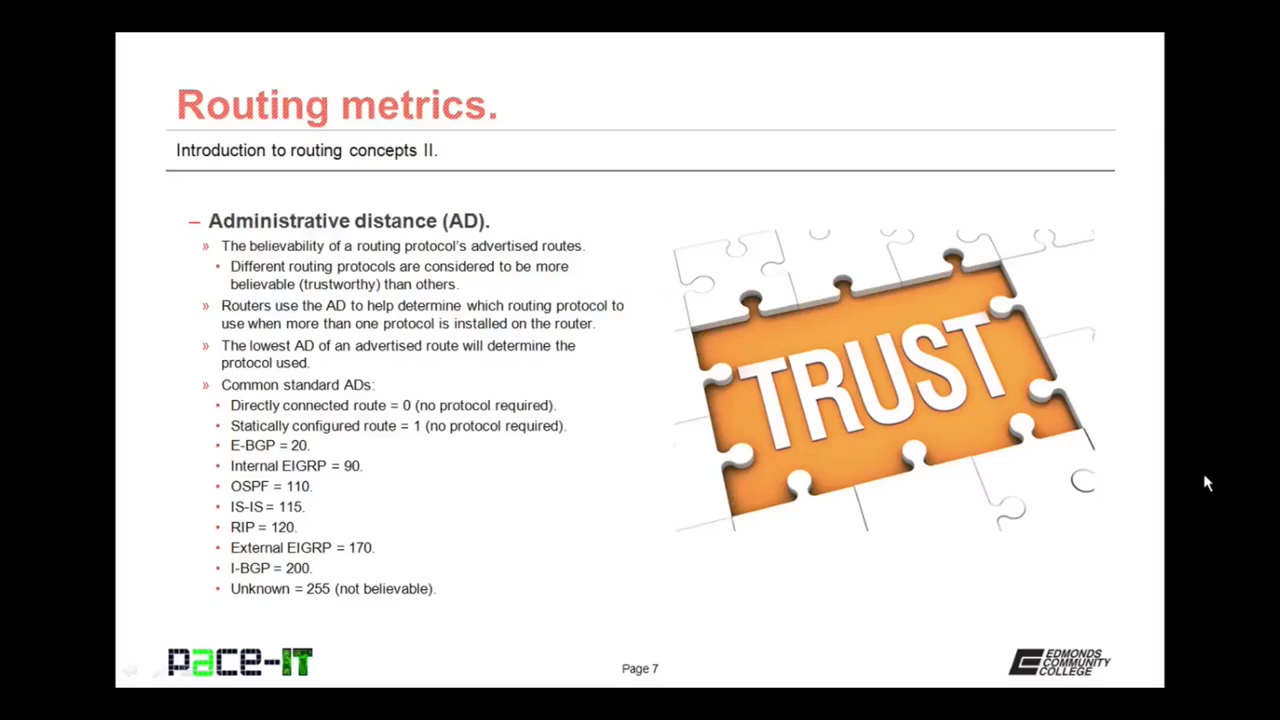 Routing metrics.
Introduction to routing concepts II.
– Administrative distance (AD).
» The believability of a routing protocol's advertised routes.
• Different routing protocols are considered to be more
believable (trustworthy) than others.
» Routers use the AD to help determine which routing protocol to
use when more than one protocol is installed on the router.
» The lowest AD of an advertised route will determine the
protocol used.
» Common standard ADs:
• Directly connected route = 0 (no protocol required).
• Statically configured route = 1 (no protocol required).
• E-BGP = 20.
• Internal EIGRP = 90.
• OSPF = 110.
• IS-IS = 115.
• RIP = 120.
• External EIGRP = 170.
• I-BGP = 200.
• Unknown = 255 (not believable).
TRUST
pace-IT
Page 7
EDMONDS
COMMUNITY
COLLEGE